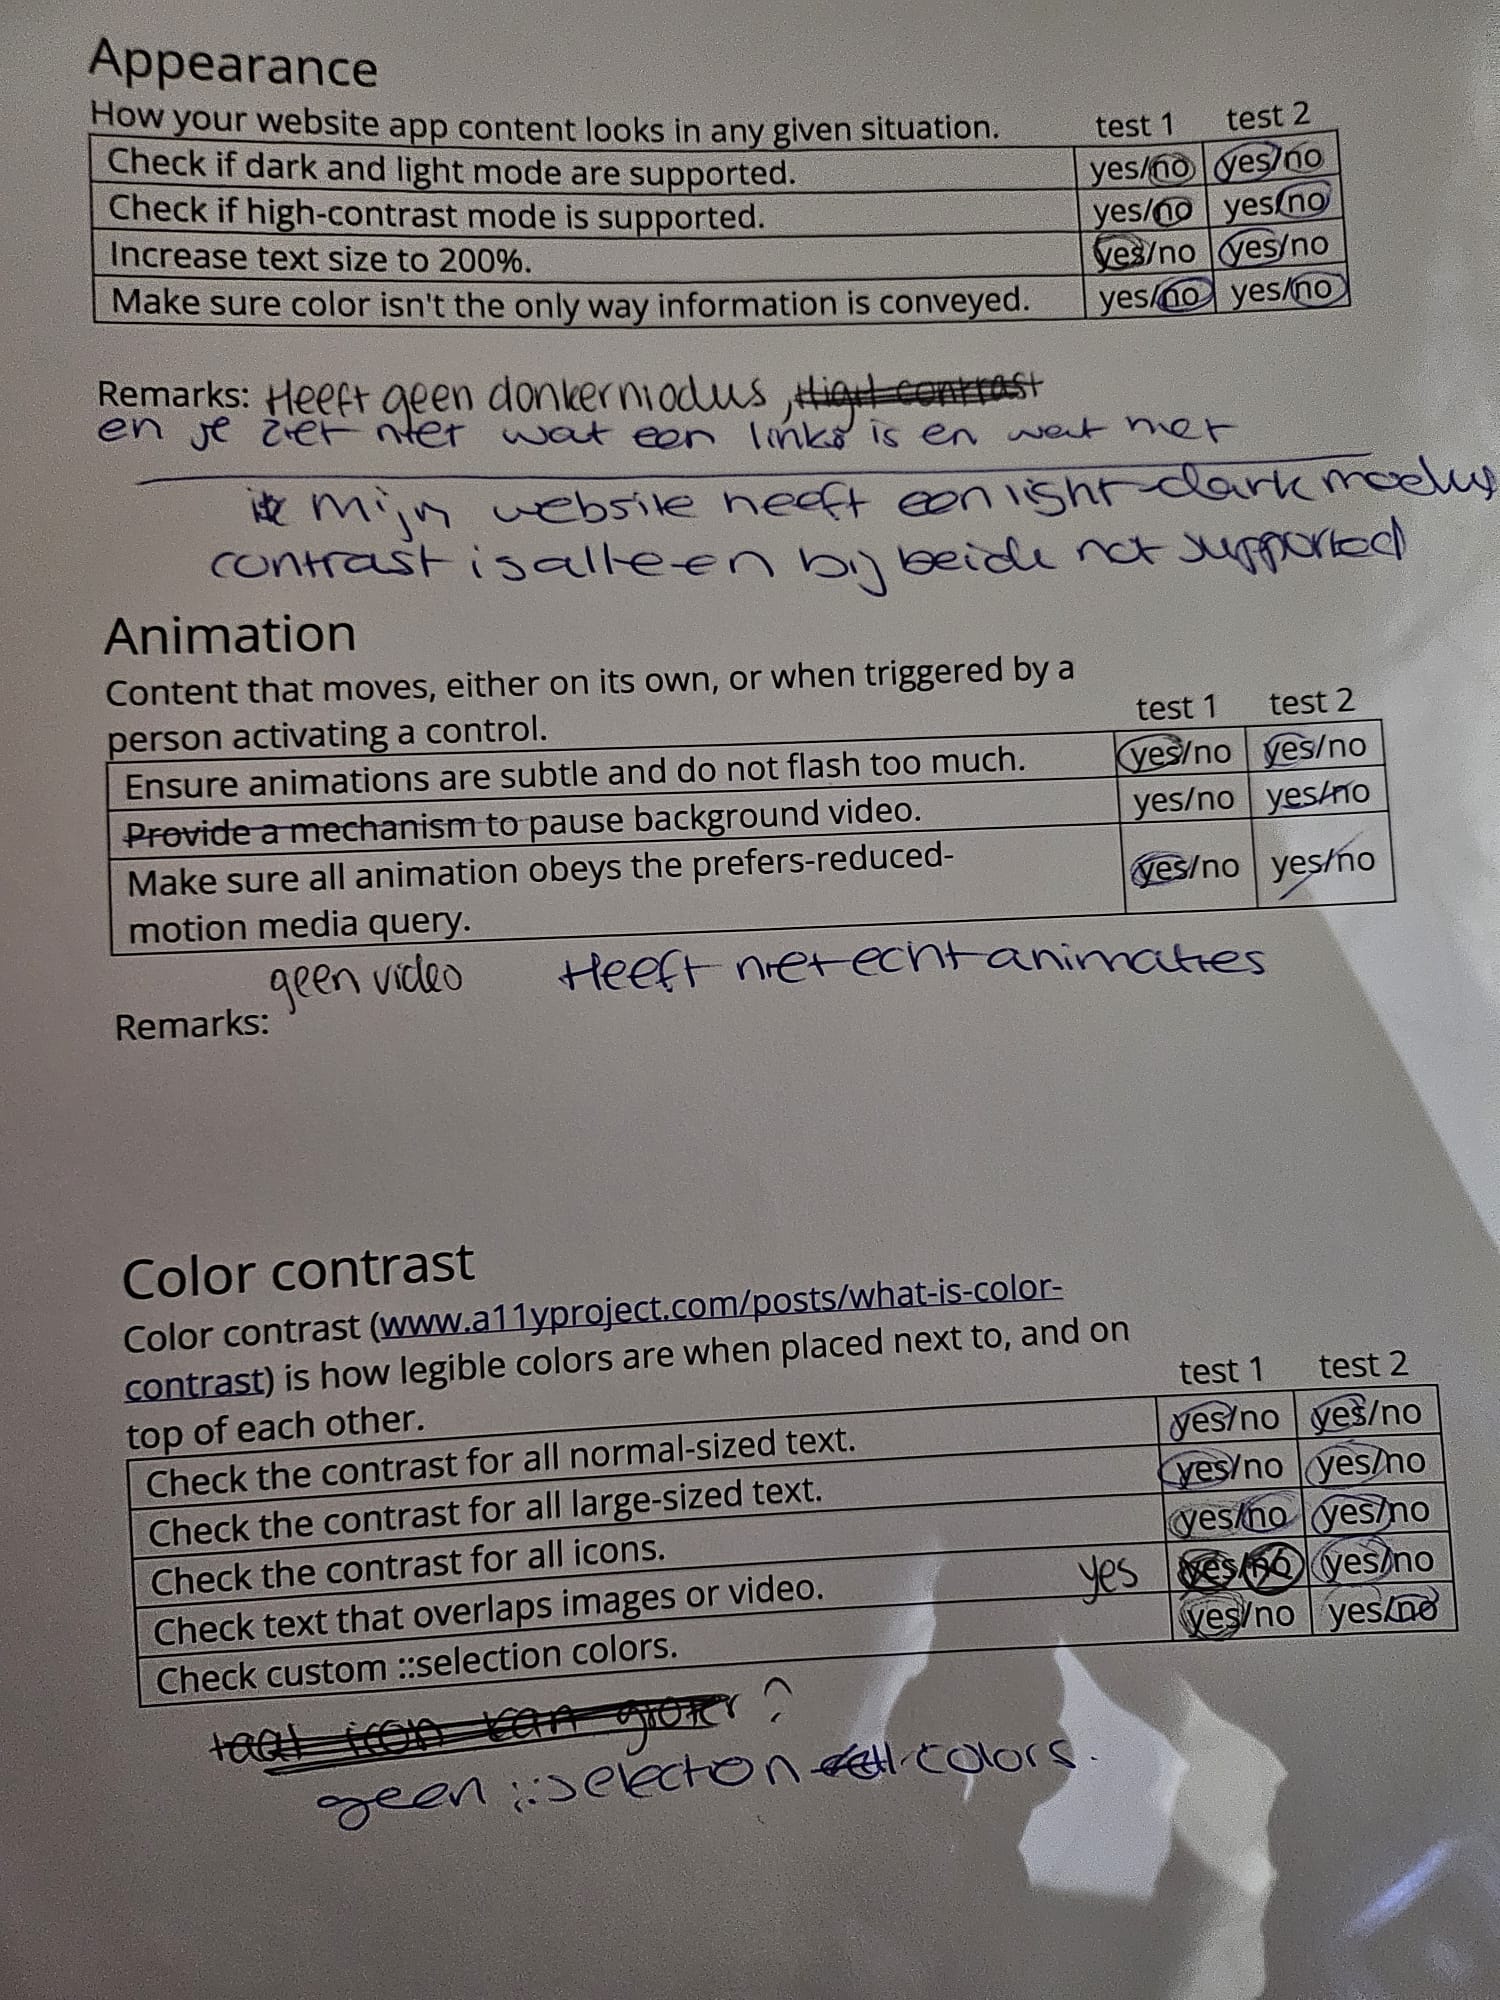 Appearance
How your website app content looks in any given situation. test 1 test 2
Check if dark and light mode are supported. yes/no yes/no
Check if high-contrast mode is supported. yes/no yes/no
Increase text size to 200%. yes/no yes/no
Make sure color isn't the only way information is conveyed. yes/no yes/no
Remarks: Heeft geen donkermodus, High contrast
en je ziet niet wat een links is en wat niet
Mijn website heeft een light-dark modus
contrast is alleen bij beide not supported
Animation
Content that moves, either on its own, or when triggered by a
person activating a control. test 1 test 2
Ensure animations are subtle and do not flash too much. yes/no yes/no
Provide a mechanism to pause background video. yes/no yes/no
Make sure all animation obeys the prefers-reduced- yes/no yes/no
motion media query.
geen video Heeft niet echt animaties
Remarks:
Color contrast
Color contrast (www.a11yproject.com/posts/what-is-color-
contrast) is how legible colors are when placed next to, and on
top of each other. test 1 test 2
Check the contrast for all normal-sized text. yes/no yes/no
Check the contrast for all large-sized text. yes/no yes/no
Check the contrast for all icons. yes/no yes/no
Check text that overlaps images or video. yes yes/no yes/no
Check custom ::selection colors. yes/no yes/no
taal icon kan groter ?
geen ::selection colors.